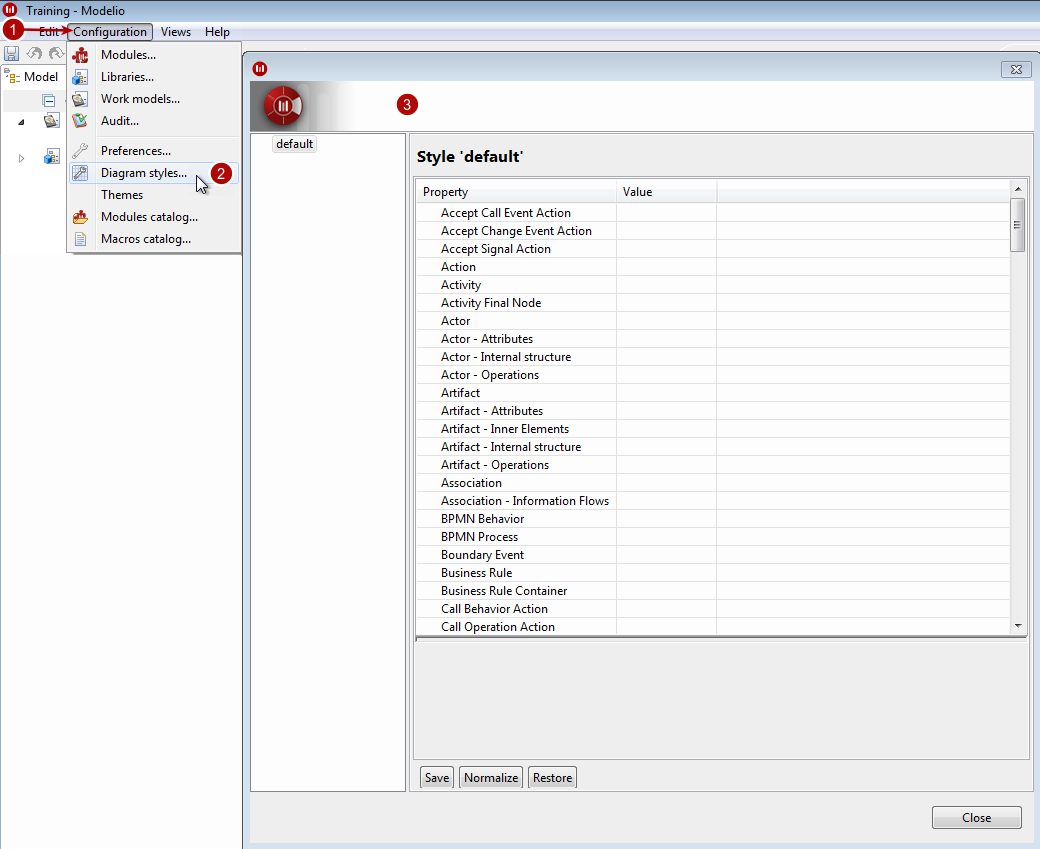 Training - Modelio
1
Edit Configuration Views Help
Model
Modules...
Libraries...
Work models...
Audit...
Preferences...
Diagram styles... 2
Themes
Modules catalog...
Macros catalog...
3
default
Style 'default'
Property Value
Accept Call Event Action
Accept Change Event Action
Accept Signal Action
Action
Activity
Activity Final Node
Actor
Actor - Attributes
Actor - Internal structure
Actor - Operations
Artifact
Artifact - Attributes
Artifact - Inner Elements
Artifact - Internal structure
Artifact - Operations
Association
Association - Information Flows
BPMN Behavior
BPMN Process
Boundary Event
Business Rule
Business Rule Container
Call Behavior Action
Call Operation Action
Save Normalize Restore
Close